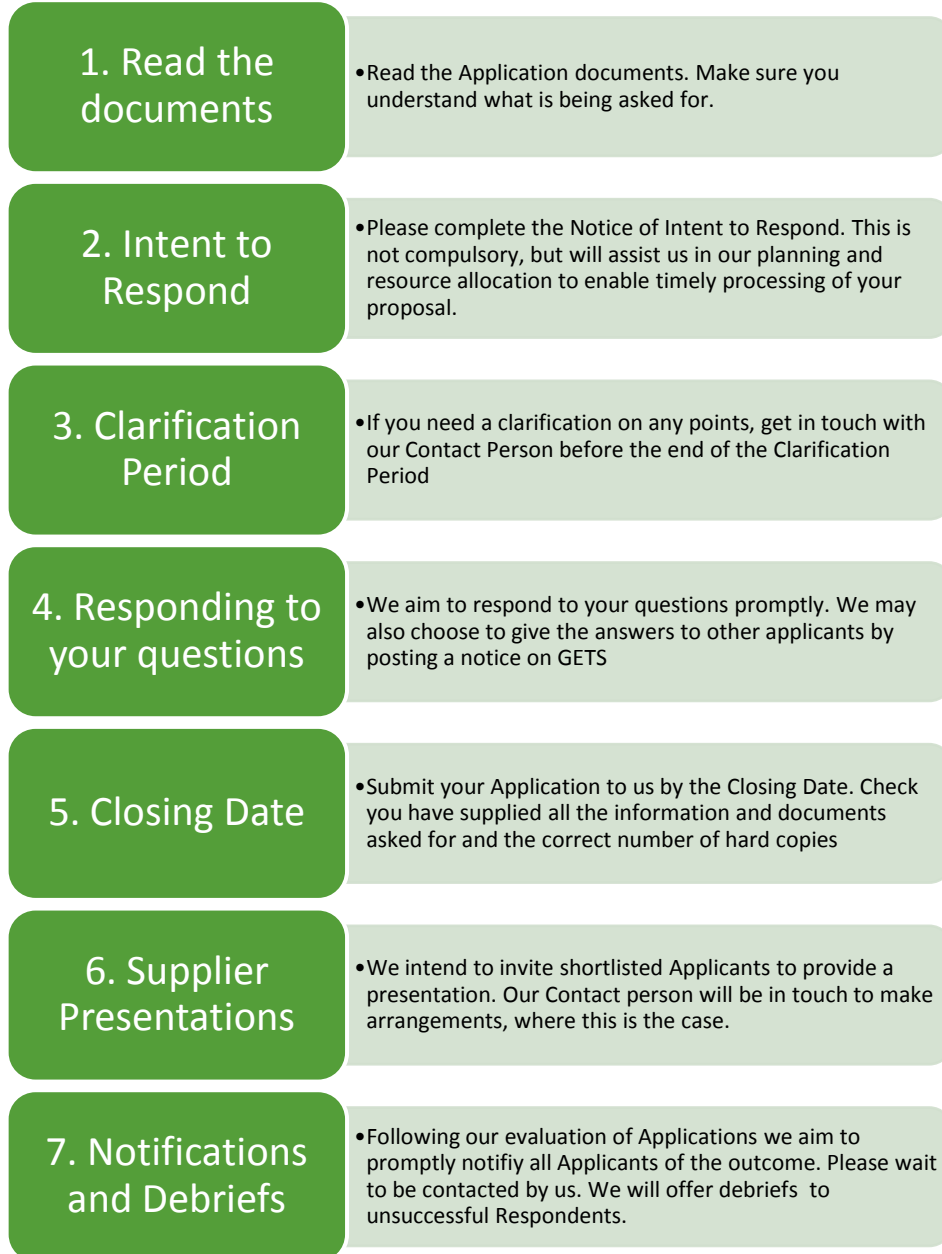 1. Read the
documents
•Read the Application documents. Make sure you
understand what is being asked for.
2. Intent to
Respond
•Please complete the Notice of Intent to Respond. This is
not compulsory, but will assist us in our planning and
resource allocation to enable timely processing of your
proposal.
3. Clarification
Period
•If you need a clarification on any points, get in touch with
our Contact Person before the end of the Clarification
Period
4. Responding to
your questions
•We aim to respond to your questions promptly. We may
also choose to give the answers to other applicants by
posting a notice on GETS
5. Closing Date
•Submit your Application to us by the Closing Date. Check
you have supplied all the information and documents
asked for and the correct number of hard copies
6. Supplier
Presentations
•We intend to invite shortlisted Applicants to provide a
presentation. Our Contact person will be in touch to make
arrangements, where this is the case.
7. Notifications
and Debriefs
•Following our evaluation of Applications we aim to
promptly notifiy all Applicants of the outcome. Please wait
to be contacted by us. We will offer debriefs  to
unsuccessful Respondents.